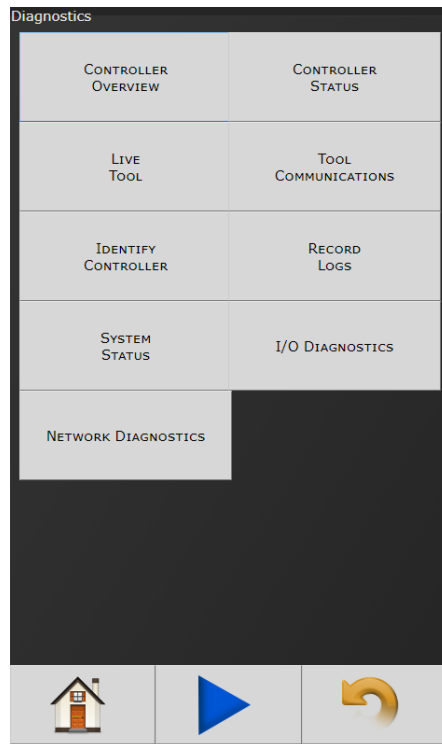 Diagnostics
Controller
Overview
Controller
Status
Live
Tool
Tool
Communications
Identify
Controller
Record
Logs
System
Status
I/O Diagnostics
Network Diagnostics